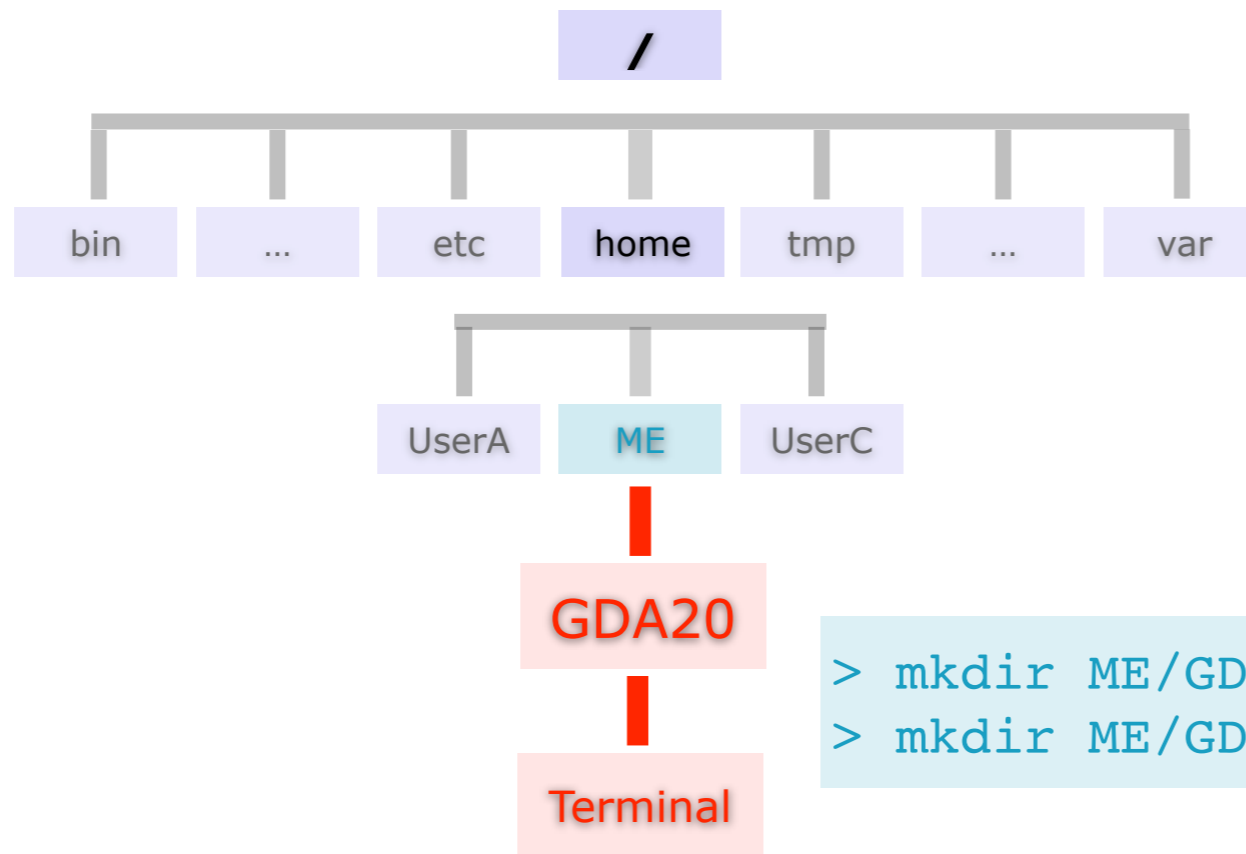 /
bin … etc home tmp … var
UserA ME UserC
GDA20
> mkdir ME/GD
> mkdir ME/GD
Terminal